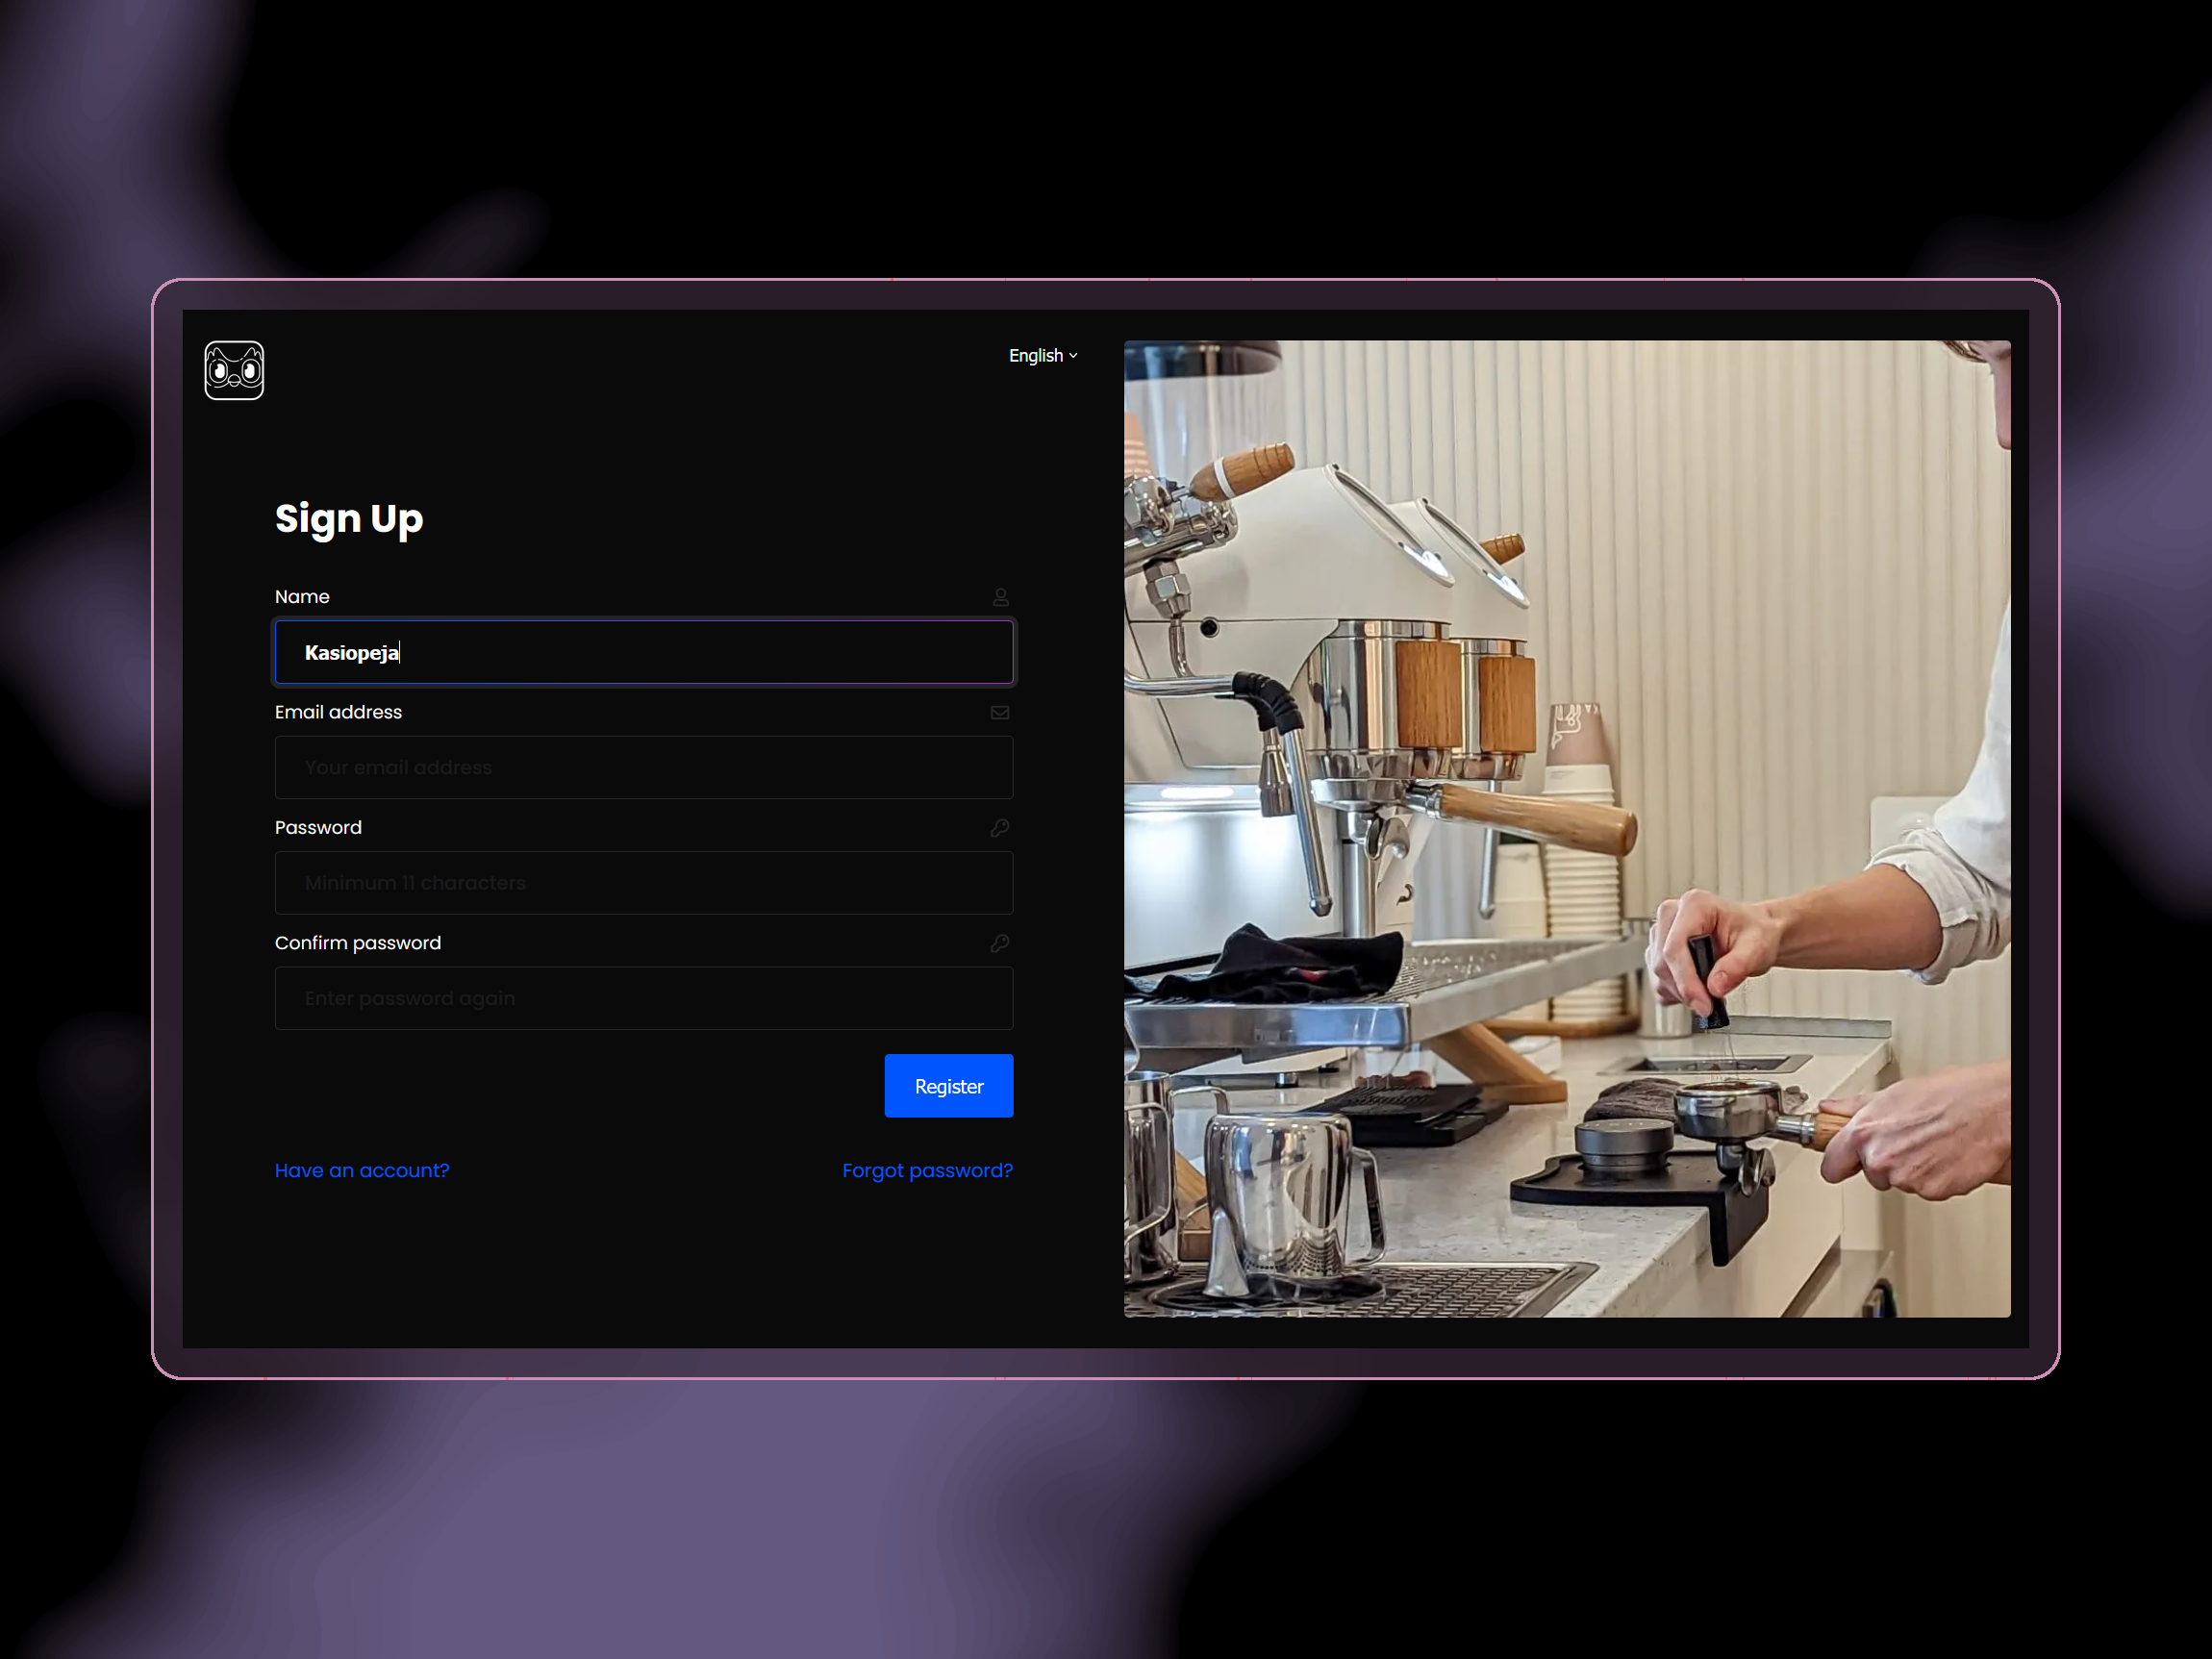 English
Sign Up
Name
Kasiopeja
Email address
Your email address
Password
Minimum 11 characters
Confirm password
Enter password again
Register
Have an account?
Forgot password?